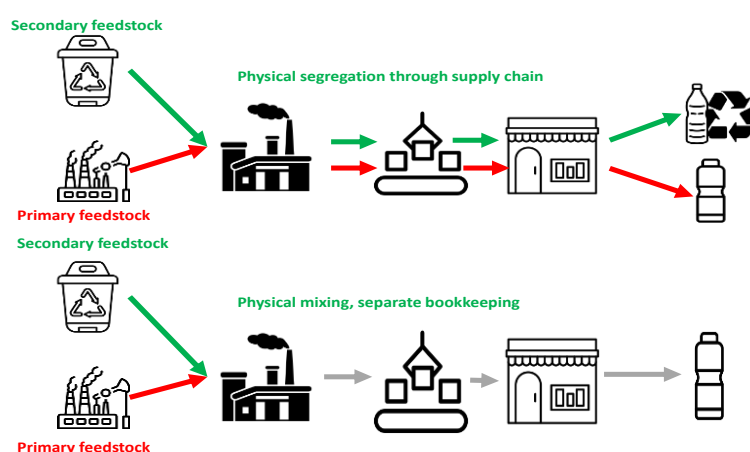 Secondary feedstock
Physical segregation through supply chain
Primary feedstock
Secondary feedstock
Physical mixing, separate bookkeeping
Primary feedstock